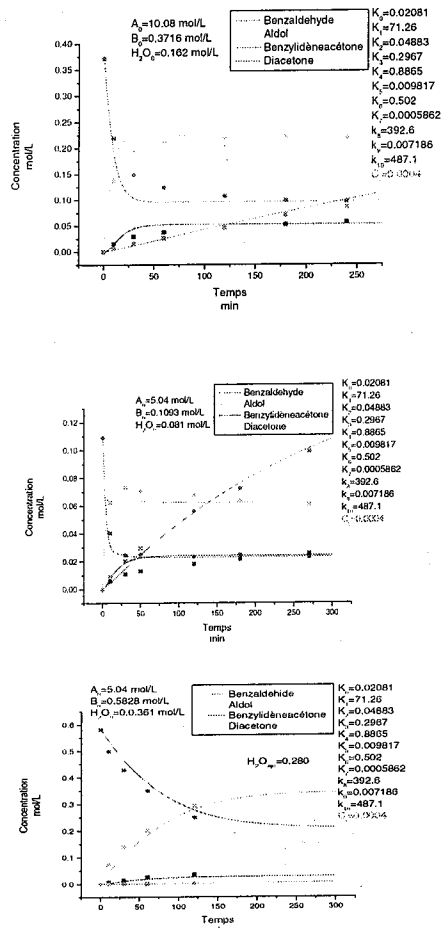 A₀=10.08 mol/L
B₀=0,3716 mol/L
H₂O₀=0.162 mol/L
Benzaldehyde
Aldol
Benzylidèneacétone
Diacetone
K₀=0.02081
K₁=71.26
K₂=0.04883
K₃=0.2967
K₄=0.8865
K₅=0.009817
K₆=0.502
K₇=0.0005862
k₈=392.6
k₉=0.007186
k₁₀=487.1
0.40
0.35
0.30
0.25
0.20
0.15
0.10
0.05
0.00
Concentration
mol/L
0 50 100 150 200 250
Temps
min
A₀=5.04 mol/L
B₀=0.1093 mol/L
H₂O₀=0.081 mol/L
Benzaldehyde
Aldol
Benzylidèneacétone
Diacetone
K₀=0.02081
K₁=71.26
K₂=0.04883
K₃=0.2967
K₄=0.8865
K₅=0.009817
K₆=0.502
K₇=0.0005862
k₈=392.6
k₉=0.007186
k₁₀=487.1
0.12
0.10
0.08
0.06
0.04
0.02
0.00
Concentration
mol/L
0 50 100 150 200 250 300
Temps
min
A₀=5.04 mol/L
B₀=0.5828 mol/L
H₂O₀=0.0.361 mol/L
Benzaldehide
Aldol
Benzylidèneacétone
Diacetone
H₂O =0.280
K₀=0.02081
K₁=71.26
K₂=0.04883
K₃=0.2967
K₄=0.8865
K₅=0.009817
K₆=0.502
K₇=0.0005862
k₈=392.6
k₉=0.007186
k₁₀=487.1
0.6
0.5
0.4
0.3
0.2
0.1
0.0
Concentration
mol/L
0 50 100 150 200 250 300
Temps